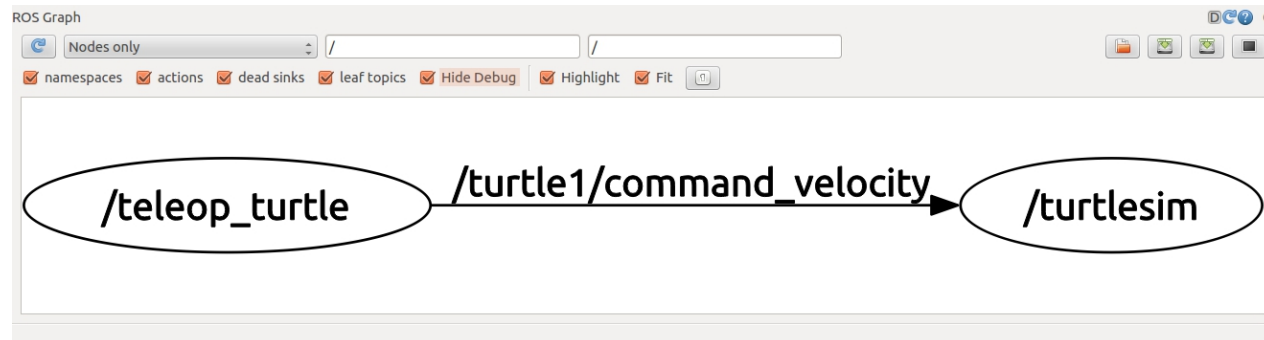 ROS Graph
D
Nodes only / /
namespaces actions dead sinks leaf topics Hide Debug Highlight Fit
/teleop_turtle /turtle1/command_velocity /turtlesim